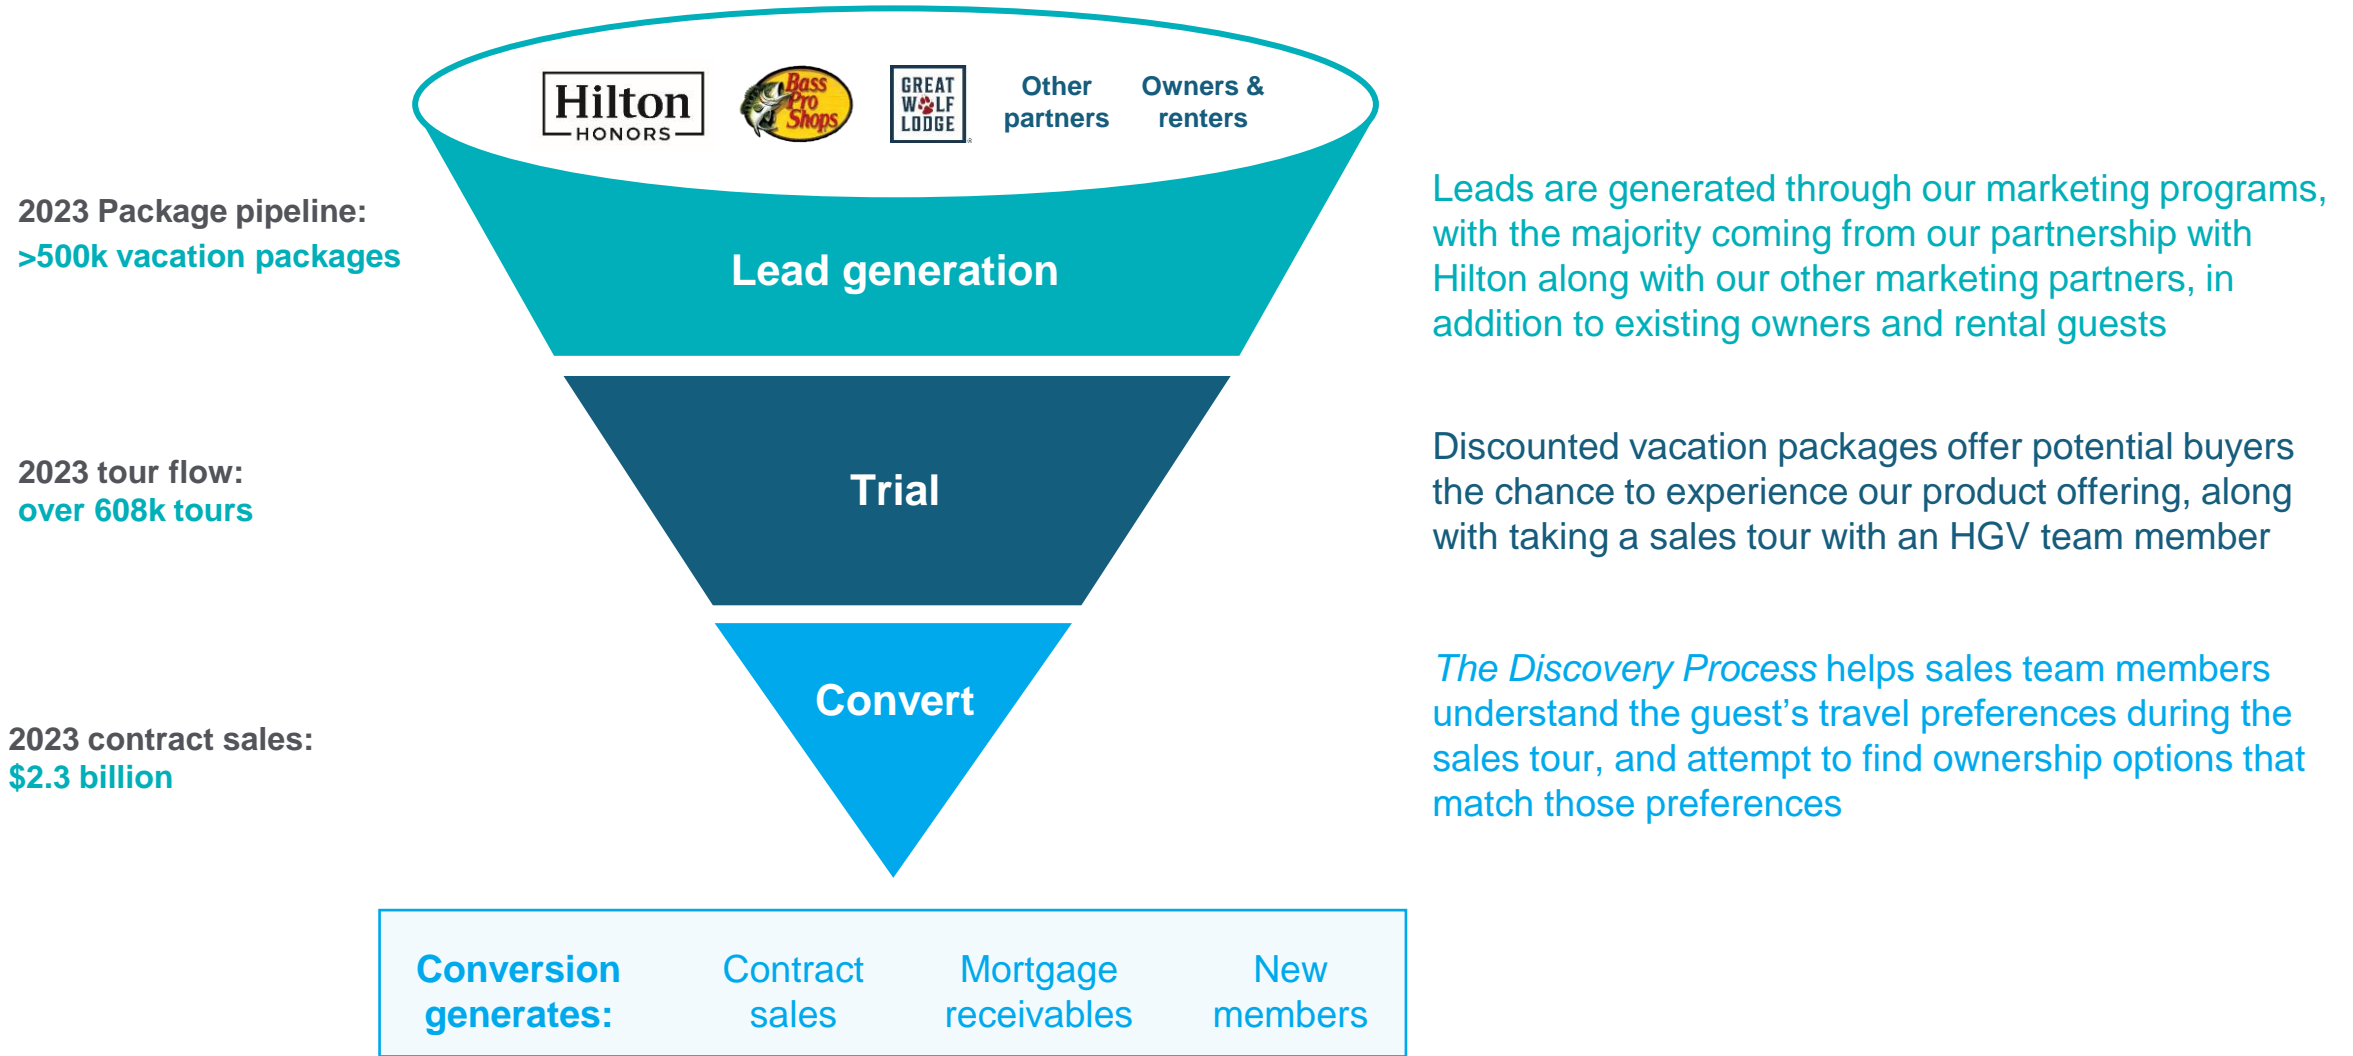 Hilton
HONORS
Bass
Pro
Shops
GREAT
WOLF
LODGE
®
Other
partners
Owners &
renters
2023 Package pipeline:
>500k vacation packages
Lead generation
Leads are generated through our marketing programs,
with the majority coming from our partnership with
Hilton along with our other marketing partners, in
addition to existing owners and rental guests
2023 tour flow:
over 608k tours
Trial
Discounted vacation packages offer potential buyers
the chance to experience our product offering, along
with taking a sales tour with an HGV team member
2023 contract sales:
$2.3 billion
Convert
The Discovery Process helps sales team members
understand the guest’s travel preferences during the
sales tour, and attempt to find ownership options that
match those preferences
Conversion
generates:
Contract
sales
Mortgage
receivables
New
members